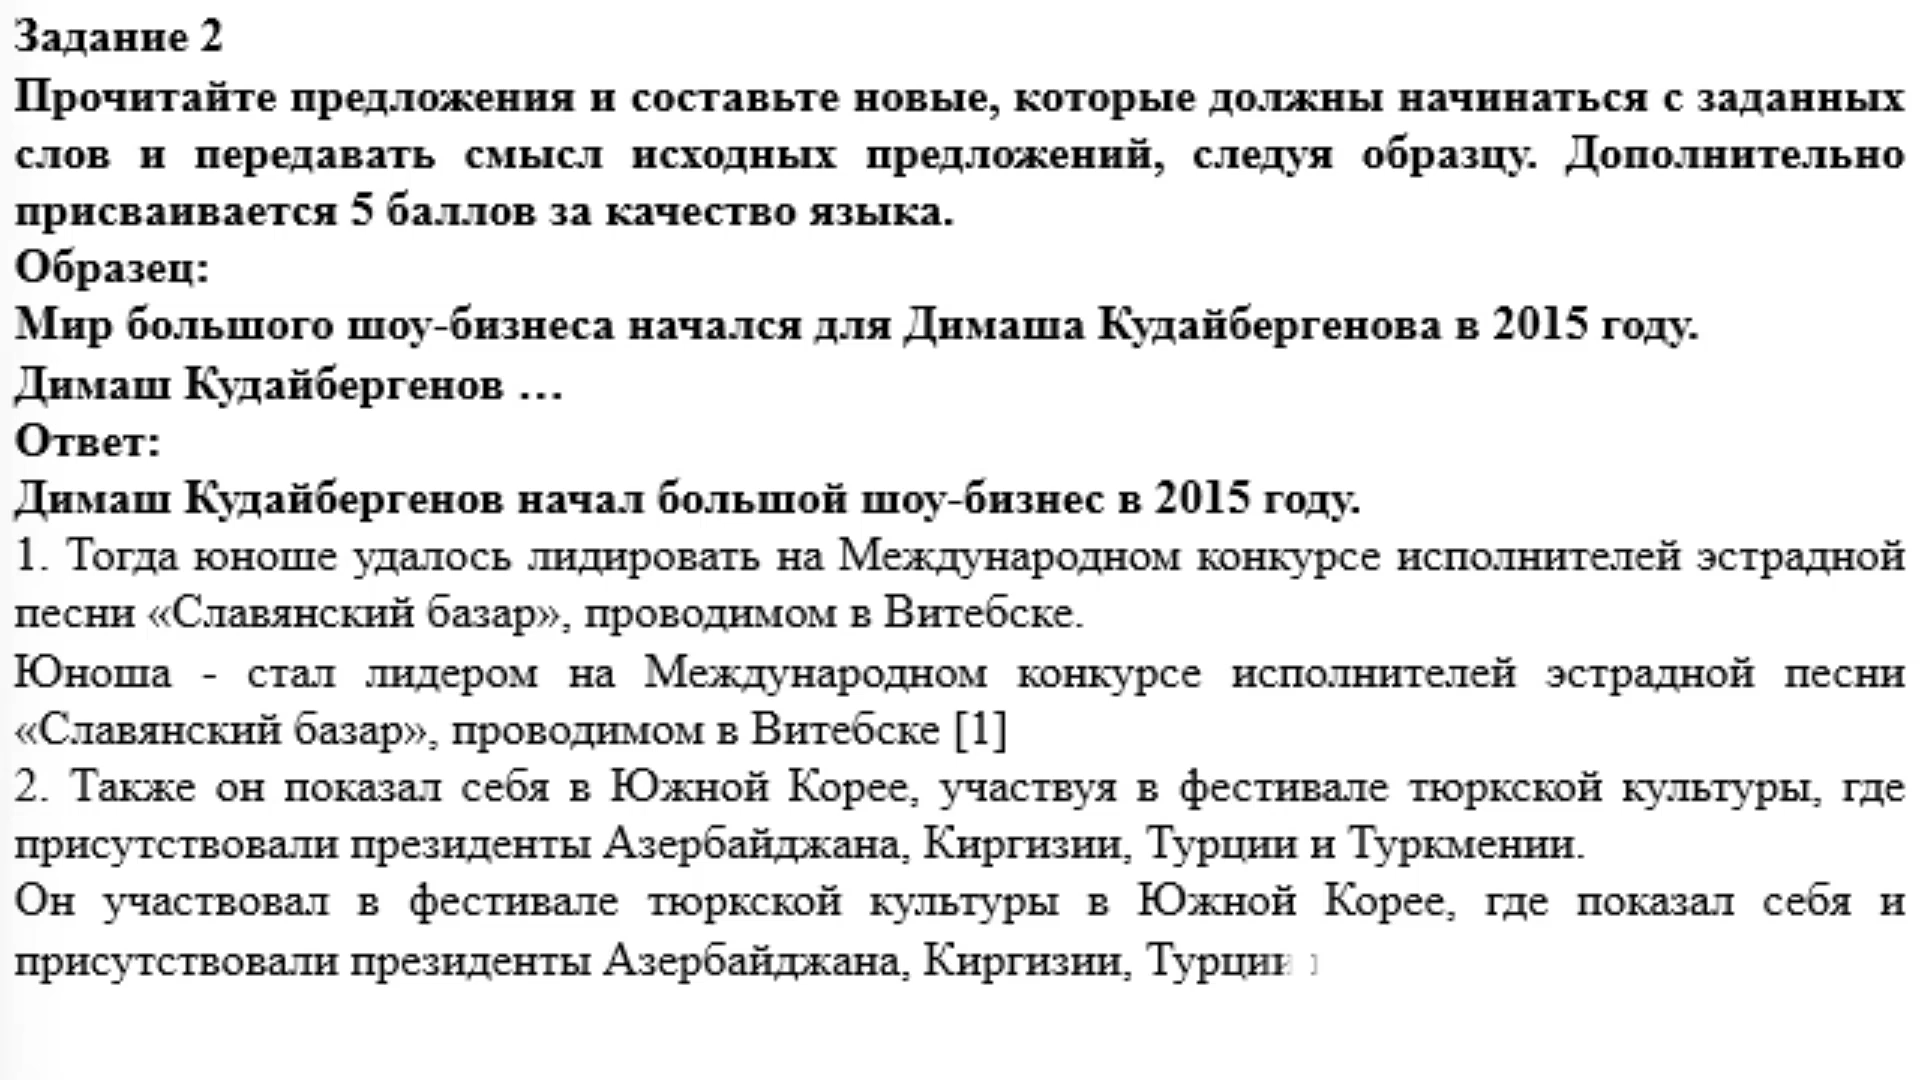 Задание 2
Прочитайте предложения и составьте новые, которые должны начинаться с заданных
слов и передавать смысл исходных предложений, следуя образцу. Дополнительно
присваивается 5 баллов за качество языка.
Образец:
Мир большого шоу-бизнеса начался для Димаша Кудайбергенова в 2015 году.
Димаш Кудайбергенов …
Ответ:
Димаш Кудайбергенов начал большой шоу-бизнес в 2015 году.
1. Тогда юноше удалось лидировать на Международном конкурсе исполнителей эстрадной
песни «Славянский базар», проводимом в Витебске.
Юноша - стал лидером на Международном конкурсе исполнителей эстрадной песни
«Славянский базар», проводимом в Витебске [1]
2. Также он показал себя в Южной Корее, участвуя в фестивале тюркской культуры, где
присутствовали президенты Азербайджана, Киргизии, Турции и Туркмении.
Он участвовал в фестивале тюркской культуры в Южной Корее, где показал себя и
присутствовали президенты Азербайджана, Киргизии, Турции